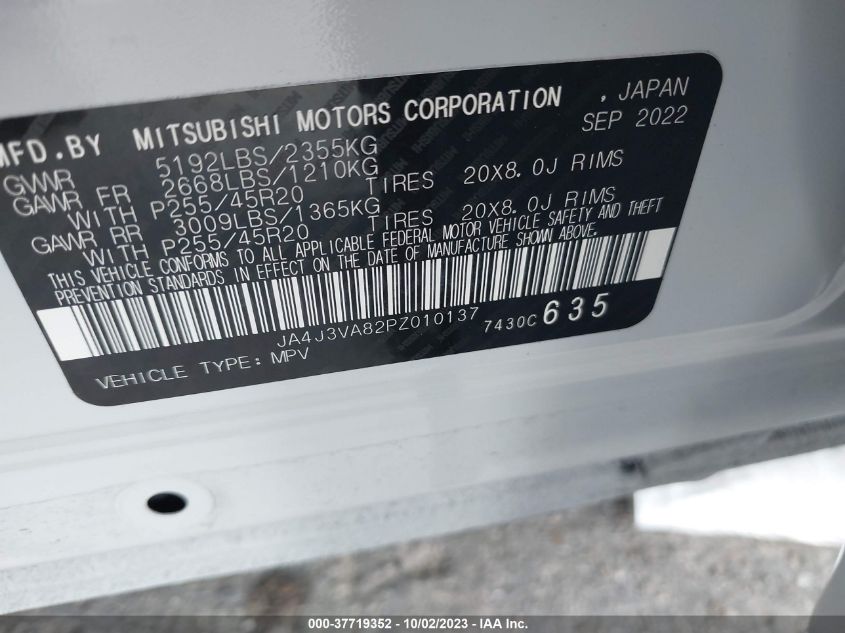 MFD.BY MITSUBISHI MOTORS CORPORATION , JAPAN
SEP 2022
GVWR 5192LBS/2355KG
GAWR FR 2668LBS/1210KG
WITH P255/45R20 TIRES 20X8.0J RIMS
GAWR RR 3009LBS/1365KG
WITH P255/45R20 TIRES 20X8.0J RIMS
THIS VEHICLE CONFORMS TO ALL APPLICABLE FEDERAL MOTOR VEHICLE SAFETY AND THEFT
PREVENTION STANDARDS IN EFFECT ON THE DATE OF MANUFACTURE SHOWN ABOVE.
JA4J3VA82PZ010137 7430C 635
VEHICLE TYPE: MPV
000-37719352 - 10/02/2023 - IAA Inc.